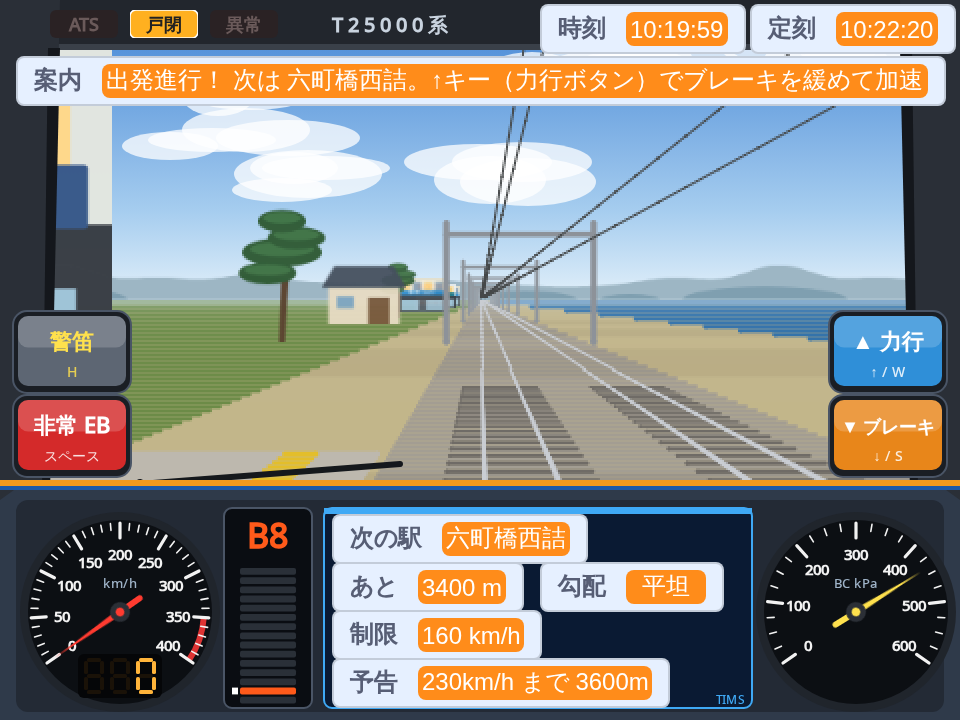 ATS 戸閉 異常 T25000系 時刻 10:19:59 定刻 10:22:20
案内 出発進行！ 次は 六町橋西詰。↑キー（力行ボタン）でブレーキを緩めて加速
警笛
H
▲ 力行
↑ / W
非常 EB
スペース
▼ ブレーキ
↓ / S
km/h
0 50 100 150 200 250 300 350 400
0
B8
次の駅 六町橋西詰
あと 3400 m 勾配 平坦
制限 160 km/h
予告 230km/h まで 3600m
TIMS
BC kPa
0 100 200 300 400 500 600